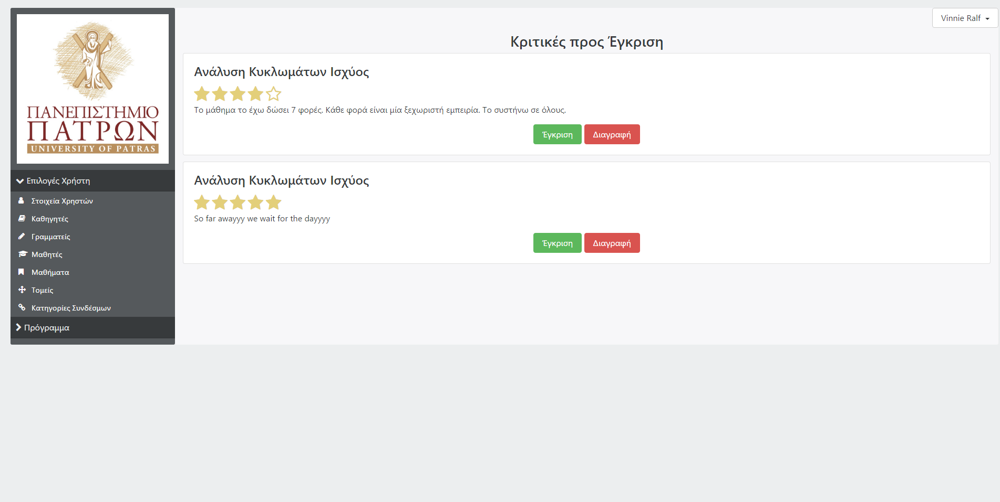 ΠΑΝΕΠΙΣΤΗΜΙΟ
ΠΑΤΡΩΝ
UNIVERSITY OF PATRAS
Επιλογές Χρήστη
Στοιχεία Χρηστών
Καθηγητές
Γραμματείς
Μαθητές
Μαθήματα
Τομείς
Κατηγορίες Συνδέσμων
Πρόγραμμα
Vinnie Ralf
Κριτικές προς Έγκριση
Ανάλυση Κυκλωμάτων Ισχύος
Το μάθημα το έχω δώσει 7 φορές. Κάθε φορά είναι μία ξεχωριστή εμπειρία. Το συστήνω σε όλους.
Έγκριση Διαγραφή
Ανάλυση Κυκλωμάτων Ισχύος
So far awayyy we wait for the dayyyy
Έγκριση Διαγραφή